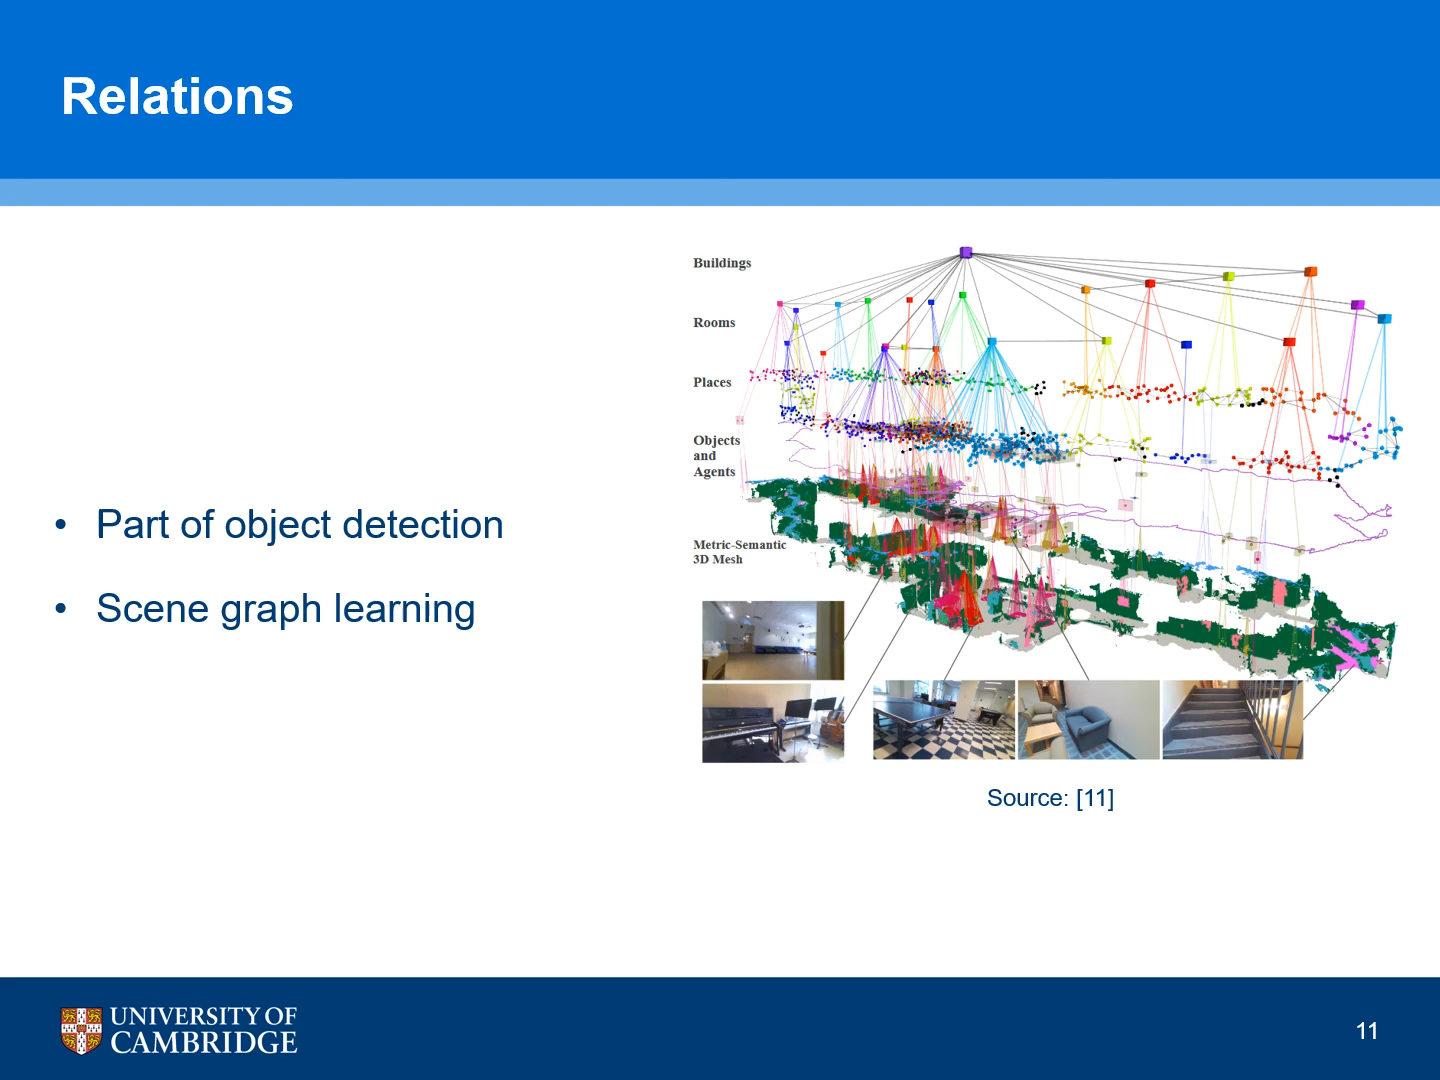 Relations
• Part of object detection
• Scene graph learning
Buildings
Rooms
Places
Objects
and
Agents
Metric-Semantic
3D Mesh
Source: [11]
UNIVERSITY OF
CAMBRIDGE
11